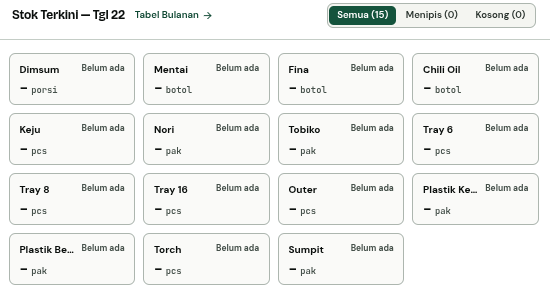 Stok Terkini — Tgl 22 Tabel Bulanan → Semua (15) Menipis (0) Kosong (0)
Dimsum Belum ada Mentai Belum ada Fina Belum ada Chili Oil Belum ada
– porsi – botol – botol – botol
Keju Belum ada Nori Belum ada Tobiko Belum ada Tray 6 Belum ada
– pcs – pak – pak – pcs
Tray 8 Belum ada Tray 16 Belum ada Outer Belum ada Plastik Ke... Belum ada
– pcs – pcs – pcs – pak
Plastik Be... Belum ada Torch Belum ada Sumpit Belum ada
– pak – pcs – pak